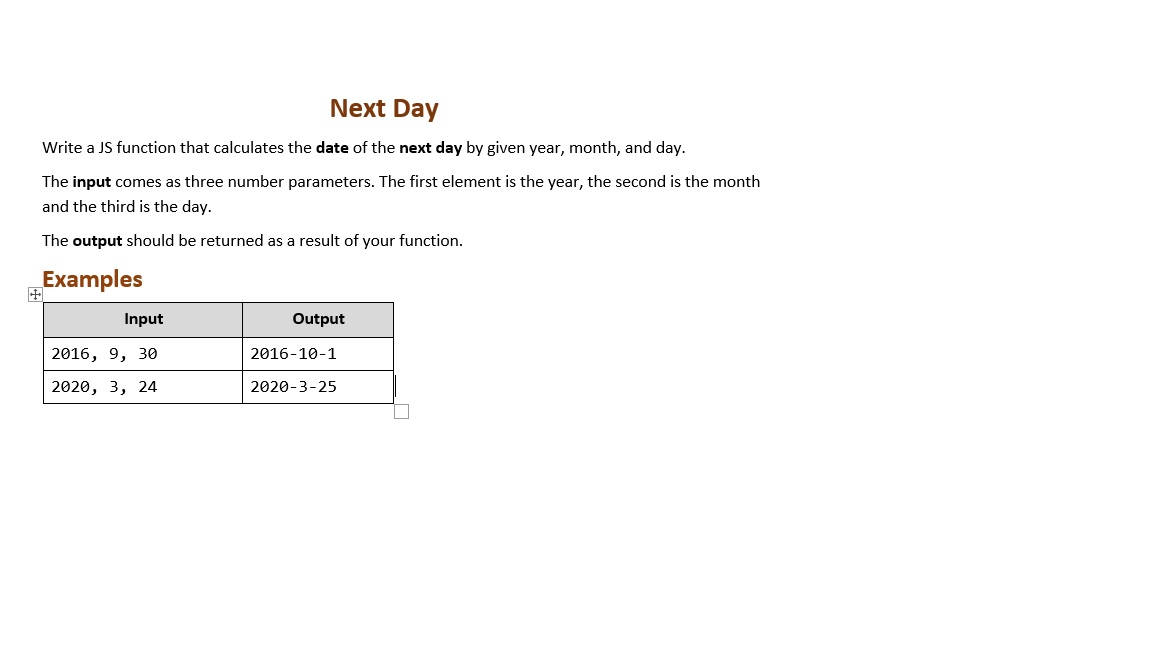 Next Day
Write a JS function that calculates the date of the next day by given year, month, and day.
The input comes as three number parameters. The first element is the year, the second is the month
and the third is the day.
The output should be returned as a result of your function.
Examples
Input Output
2016, 9, 30 2016-10-1
2020, 3, 24 2020-3-25